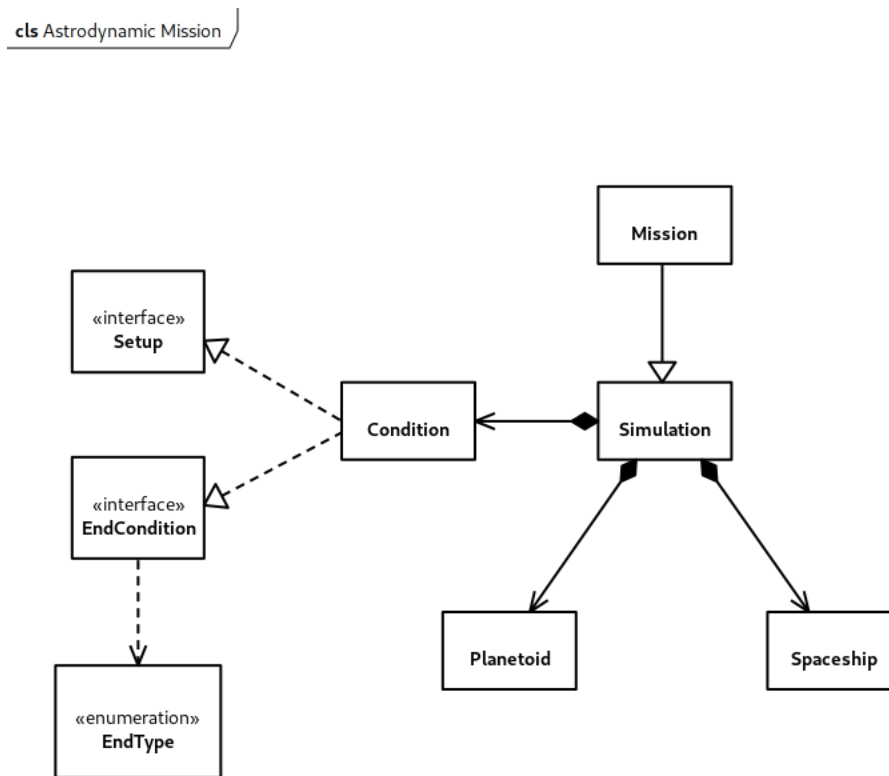 cls Astrodynamic Mission
Mission
«interface»
Setup
Condition
Simulation
«interface»
EndCondition
Planetoid
Spaceship
«enumeration»
EndType